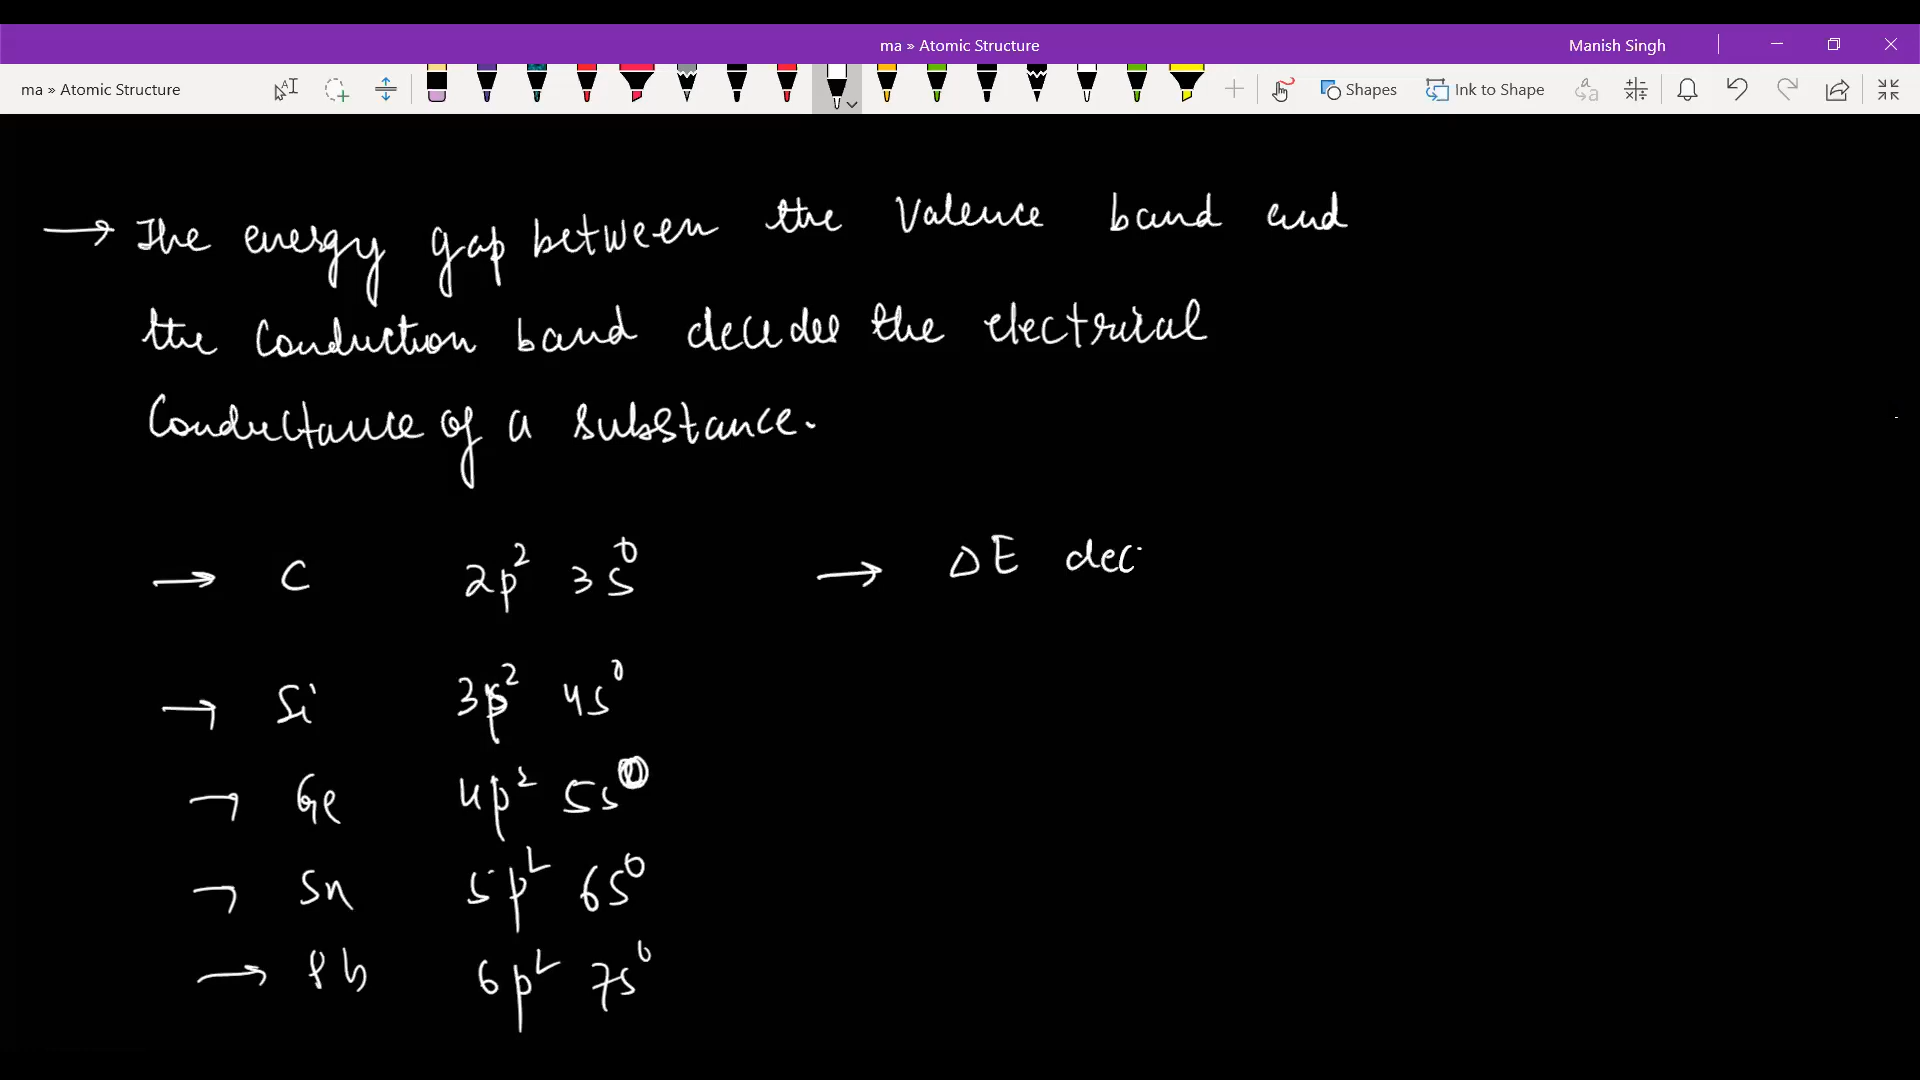 ma » Atomic Structure
Manish Singh
ma » Atomic Structure
Shapes
Ink to Shape
→ The energy gap between the Valence band and
the Conduction band decides the electrical
Conductance of a substance.
→ C 2p² 3s⁰ → ΔE dec
→ Si 3p² 4s⁰
→ Ge 4p² 5s⁰
→ Sn 5p² 6s⁰
→ Pb 6p² 7s⁰